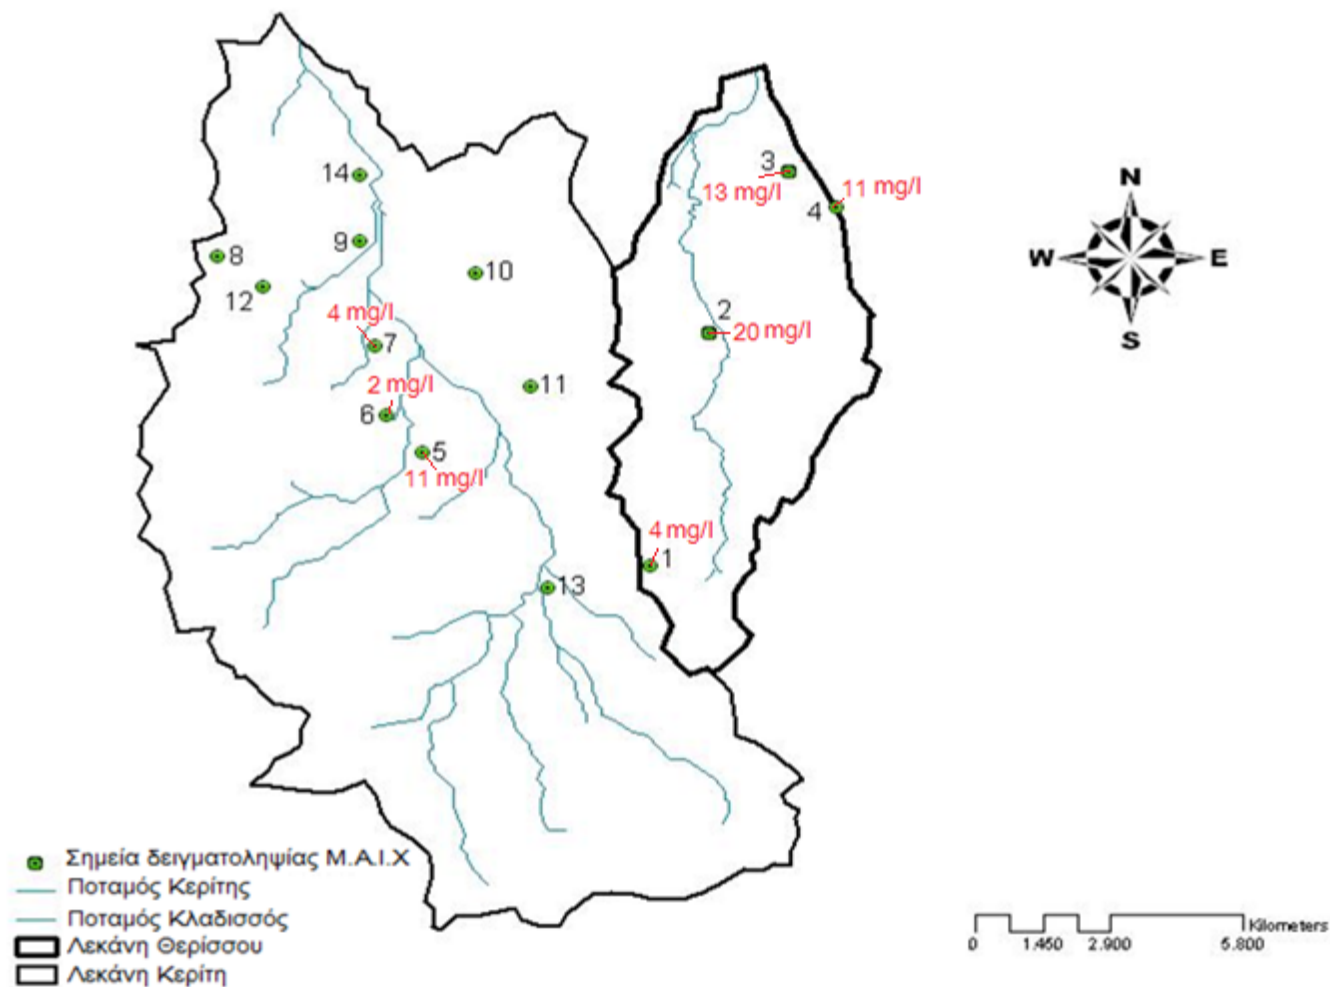 14
3
13 mg/l
11 mg/l
4
N
W
E
S
8
9
10
12
4 mg/l
7
2
20 mg/l
2 mg/l
11
6
5
11 mg/l
4 mg/l
1
13
Σημεία δειγματοληψίας Μ.Α.Ι.Χ
Ποταμός Κερίτης
Ποταμός Κλαδισσός
Λεκάνη Θερίσσου
Λεκάνη Κερίτη
Kilometers
0
1.450
2.900
5.800